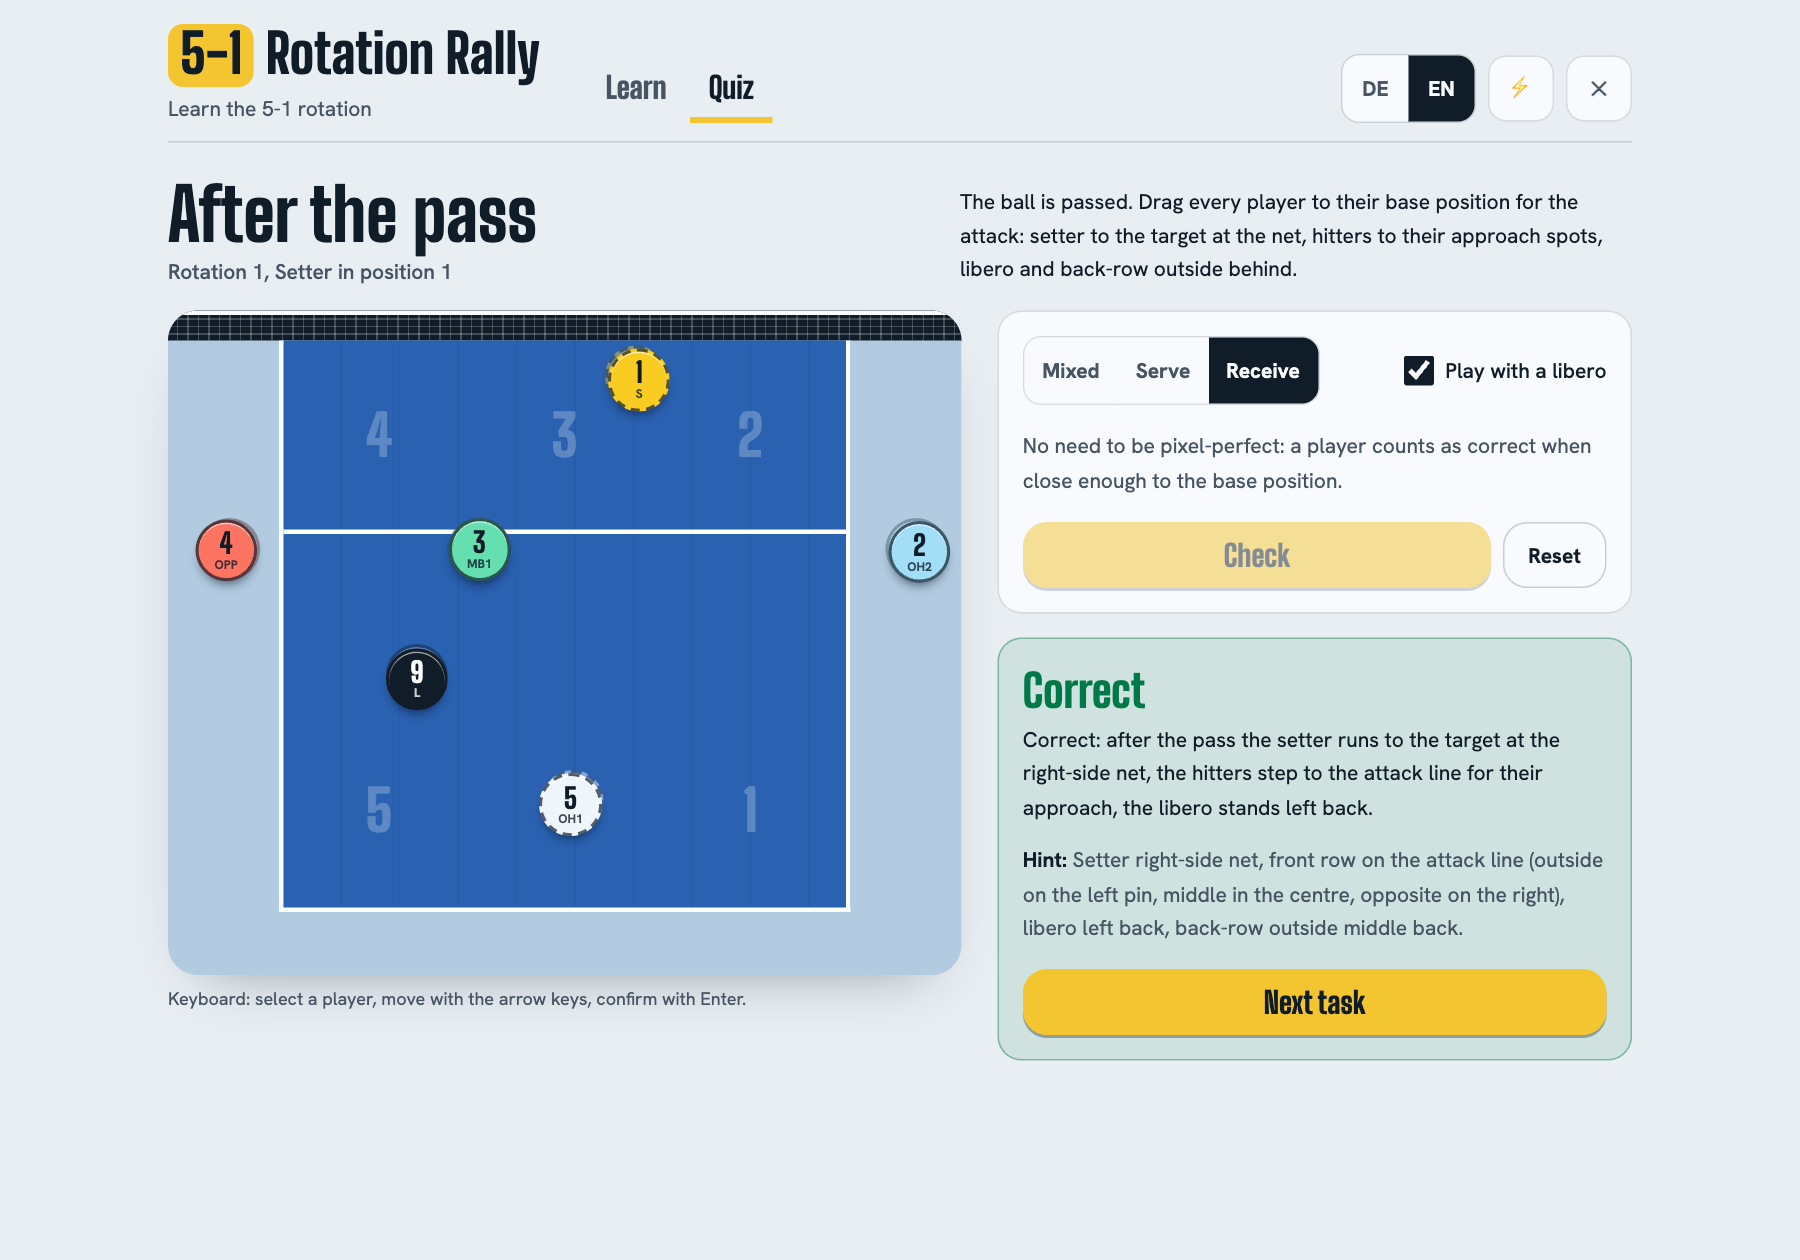 5–1 Rotation Rally
Learn the 5-1 rotation
Learn
Quiz
DE
EN
After the pass
Rotation 1, Setter in position 1
The ball is passed. Drag every player to their base position for the
attack: setter to the target at the net, hitters to their approach spots,
libero and back-row outside behind.
1
S
4
3
2
4
OPP
3
MB1
2
OH2
9
L
5
5
OH1
1
Keyboard: select a player, move with the arrow keys, confirm with Enter.
Mixed
Serve
Receive
Play with a libero
No need to be pixel-perfect: a player counts as correct when
close enough to the base position.
Check
Reset
Correct
Correct: after the pass the setter runs to the target at the
right-side net, the hitters step to the attack line for their
approach, the libero stands left back.
Hint: Setter right-side net, front row on the attack line (outside
on the left pin, middle in the centre, opposite on the right),
libero left back, back-row outside middle back.
Next task